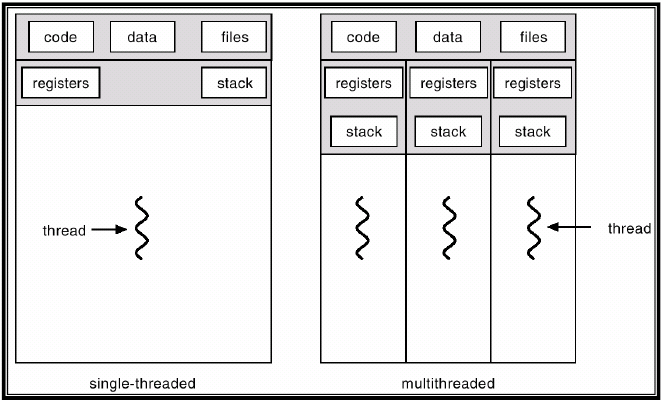 code data files code data files
registers stack registers registers registers
stack stack stack
thread thread
single-threaded multithreaded